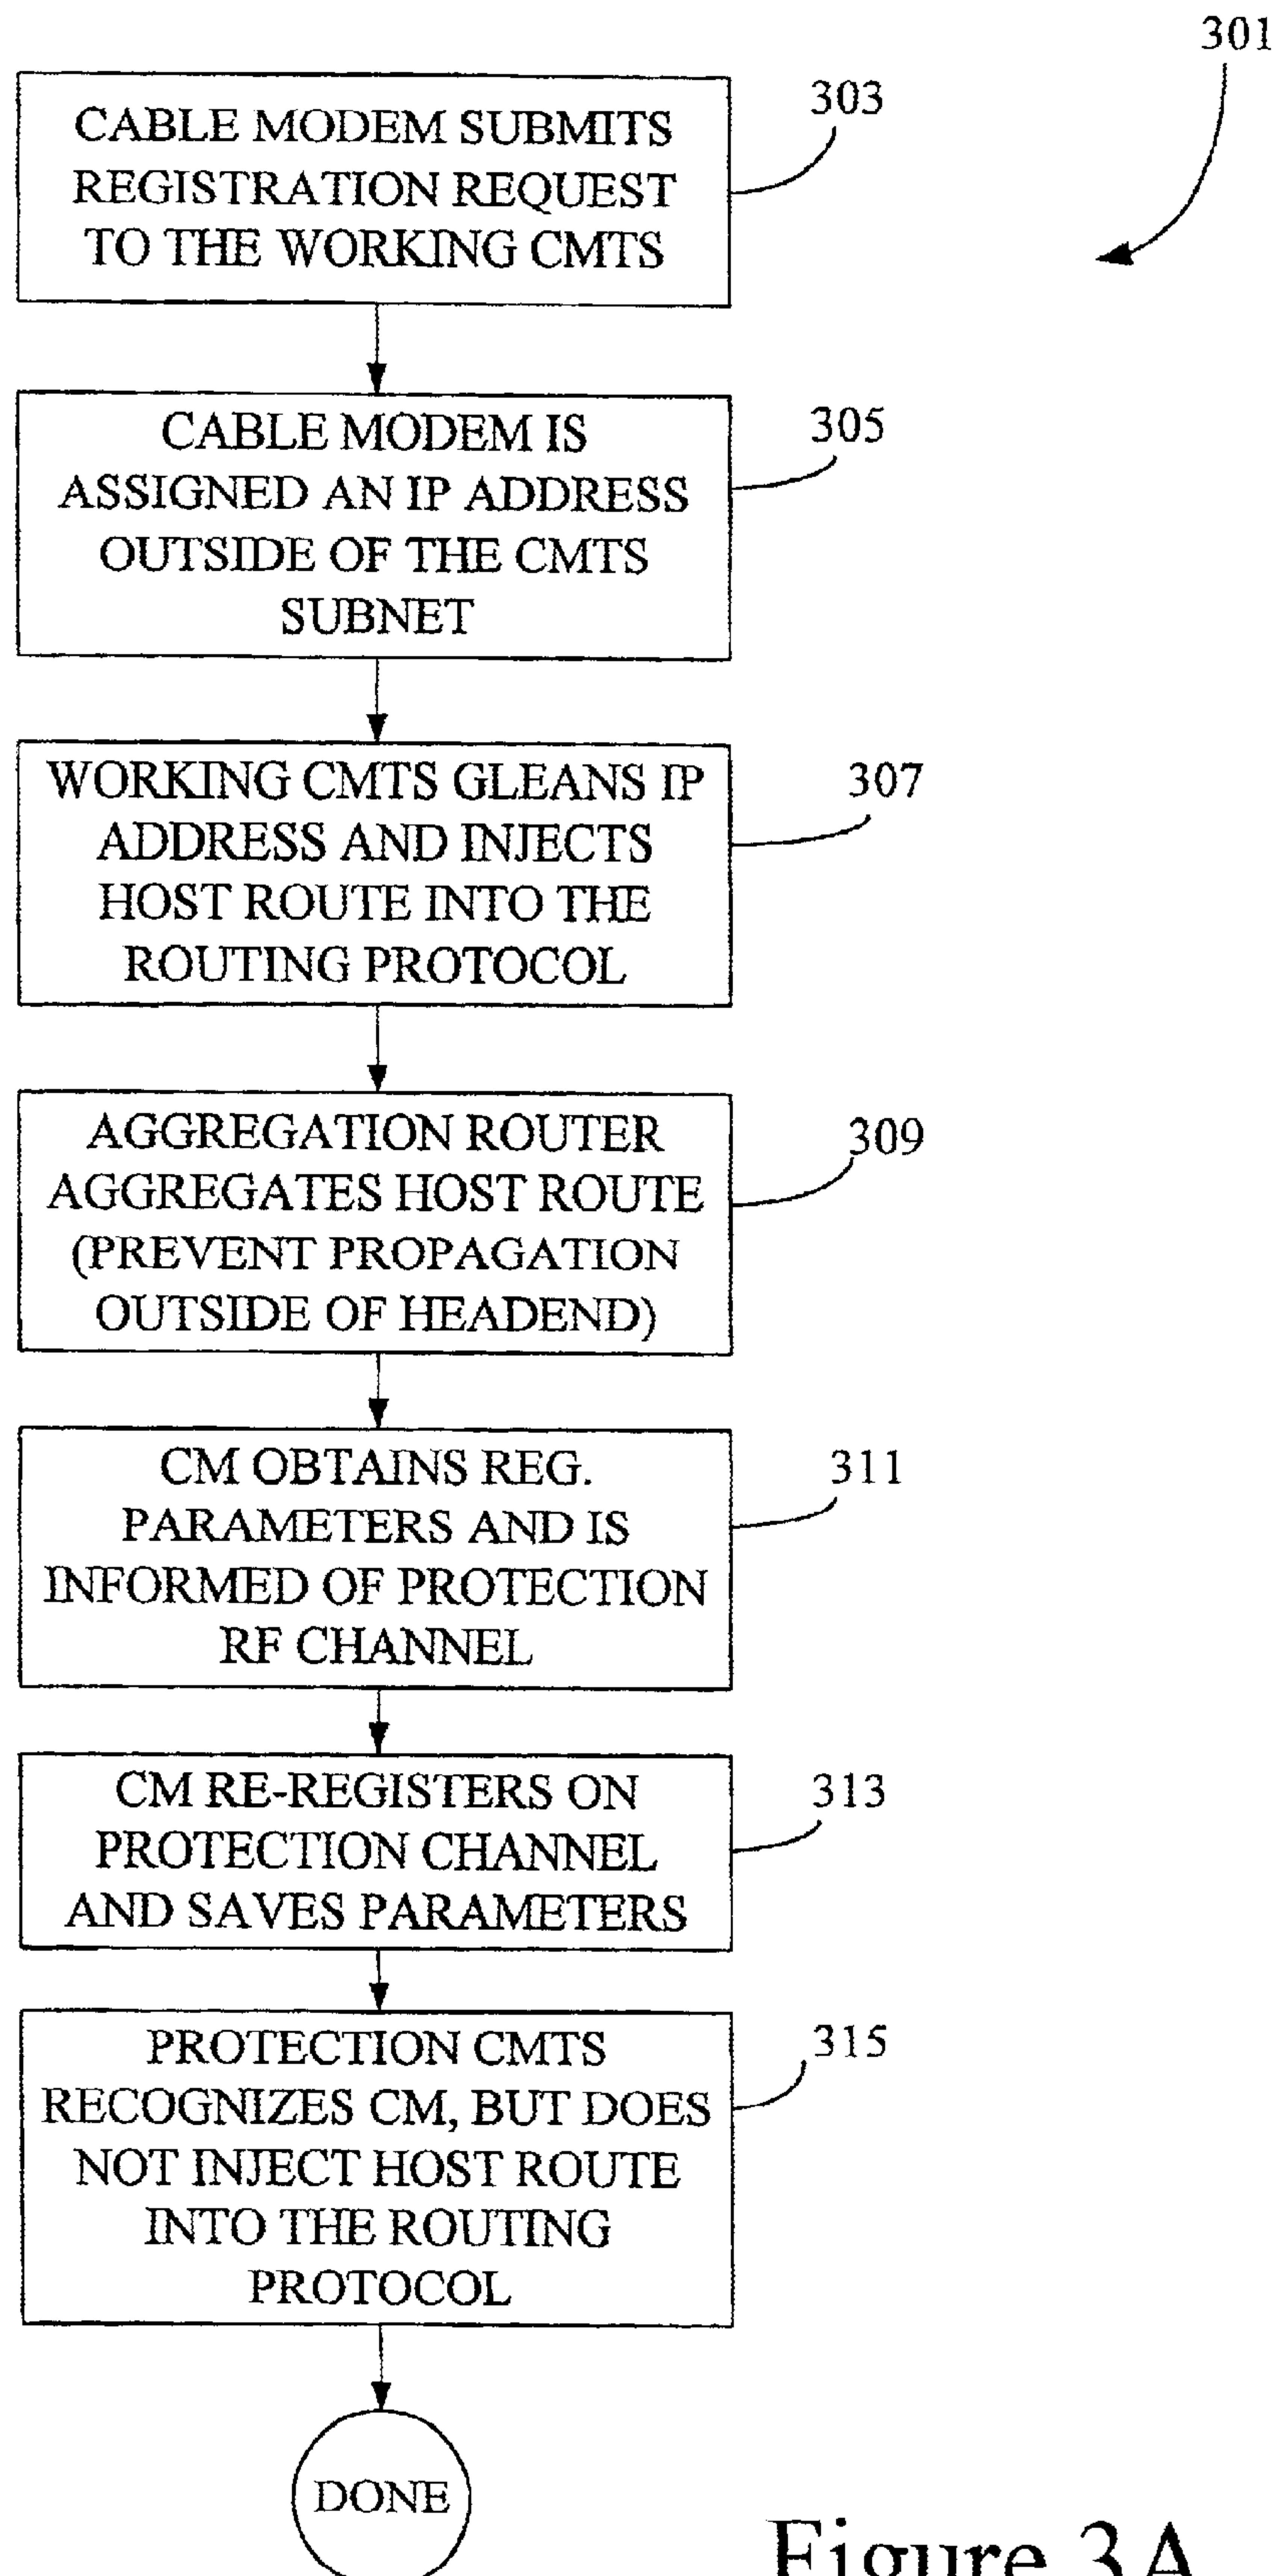 301
303
CABLE MODEM SUBMITS
REGISTRATION REQUEST
TO THE WORKING CMTS
305
CABLE MODEM IS
ASSIGNED AN IP ADDRESS
OUTSIDE OF THE CMTS
SUBNET
307
WORKING CMTS GLEANS IP
ADDRESS AND INJECTS
HOST ROUTE INTO THE
ROUTING PROTOCOL
309
AGGREGATION ROUTER
AGGREGATES HOST ROUTE
(PREVENT PROPAGATION
OUTSIDE OF HEADEND)
311
CM OBTAINS REG.
PARAMETERS AND IS
INFORMED OF PROTECTION
RF CHANNEL
313
CM RE-REGISTERS ON
PROTECTION CHANNEL
AND SAVES PARAMETERS
315
PROTECTION CMTS
RECOGNIZES CM, BUT DOES
NOT INJECT HOST ROUTE
INTO THE ROUTING
PROTOCOL
DONE
Figure 3A